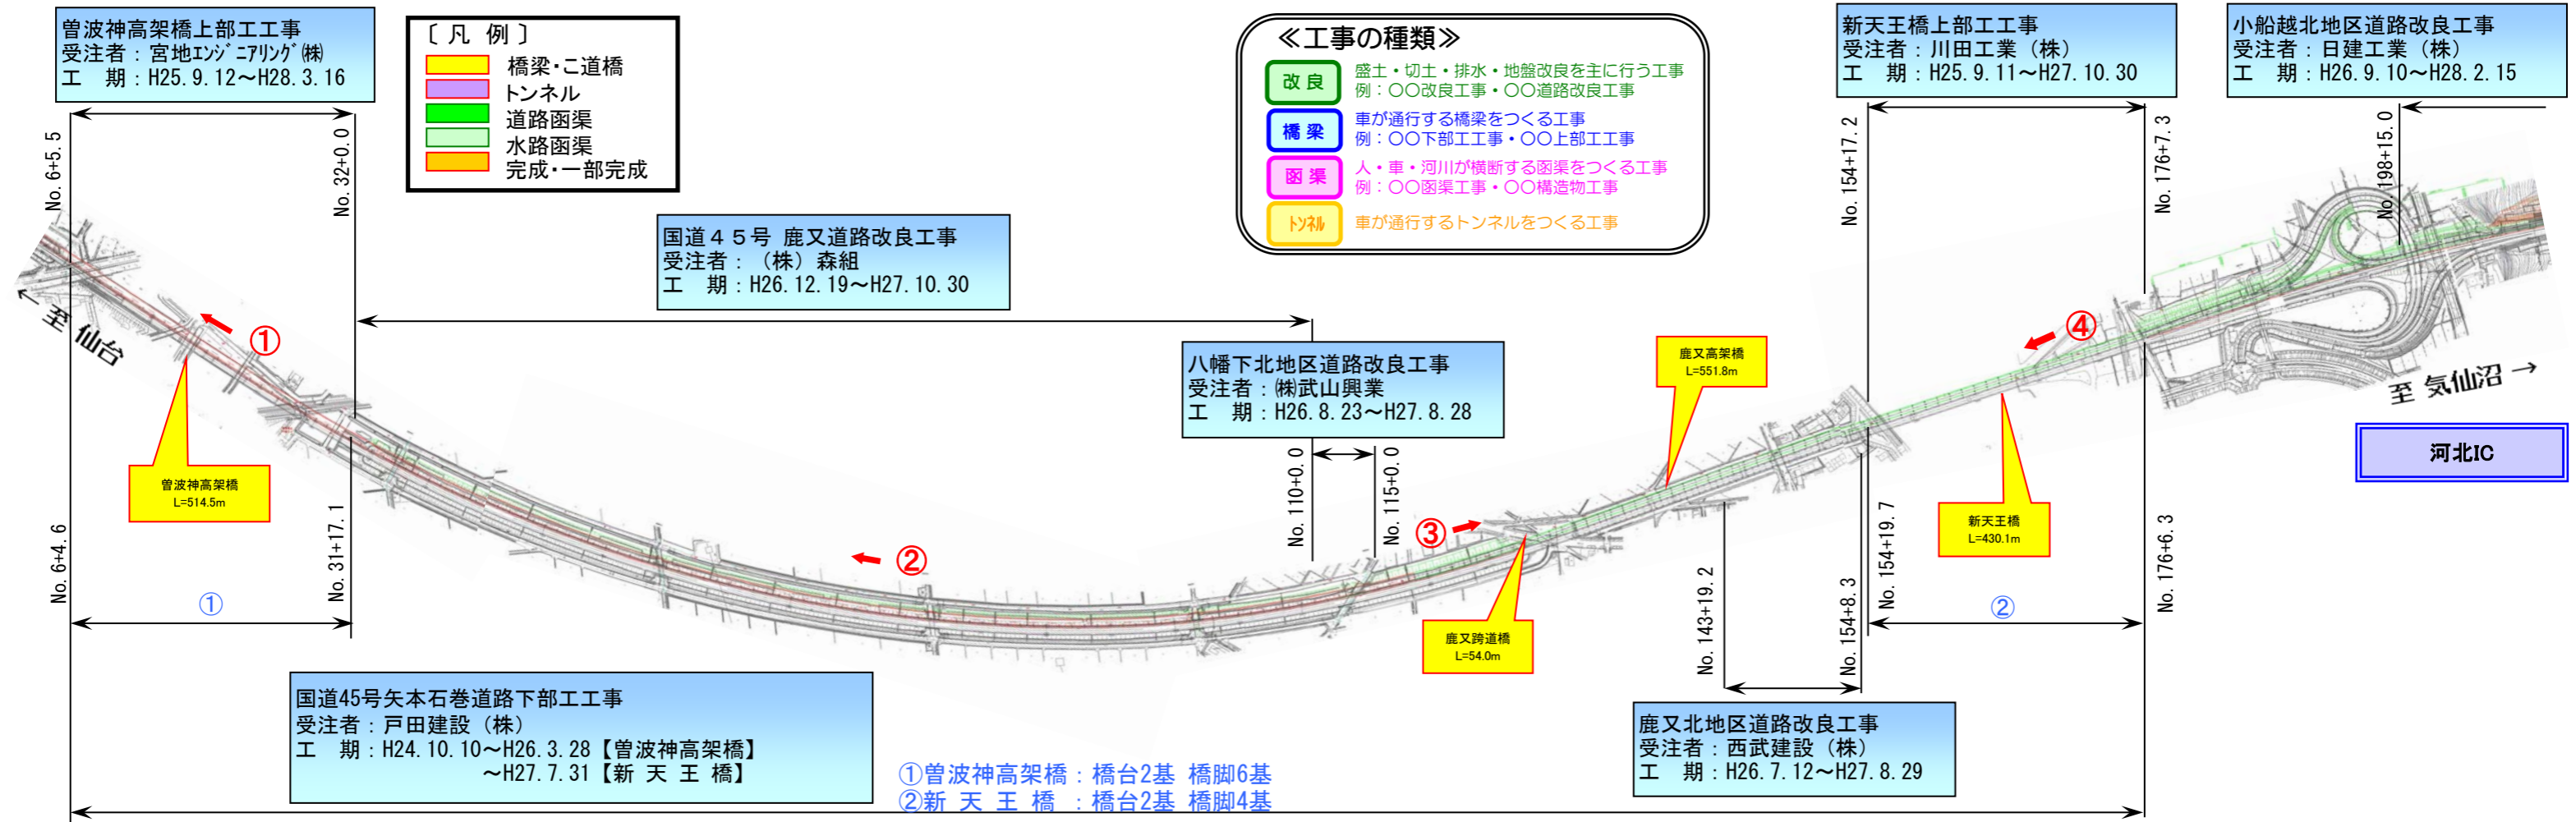 曽波神高架橋上部工工事
受注者：宮地ｴﾝｼﾞﾆｱﾘﾝｸﾞ㈱
工　期：H25.9.12～H28.3.16
〔 凡 例 〕
橋梁・こ道橋
トンネル
道路函渠
水路函渠
完成・一部完成
≪工事の種類≫
改 良
盛土・切土・排水・地盤改良を主に行う工事
例：〇〇改良工事・〇〇道路改良工事
橋 梁
車が通行する橋梁をつくる工事
例：〇〇下部工工事・〇〇上部工工事
函 渠
人・車・河川が横断する函渠をつくる工事
例：〇〇函渠工事・〇〇構造物工事
ﾄﾝﾈﾙ
車が通行するトンネルをつくる工事
新天王橋上部工工事
受注者：川田工業（株）
工　期：H25.9.11～H27.10.30
小船越北地区道路改良工事
受注者：日建工業（株）
工　期：H26.9.10～H28.2.15
No.6+5.5
No.32+0.0
No.154+17.2
No.176+7.3
No.198+15.0
国道４５号 鹿又道路改良工事
受注者：（株）森組
工　期：H26.12.19～H27.10.30
← 至 仙台
①
②
③
④
八幡下北地区道路改良工事
受注者：㈱武山興業
工　期：H26.8.23～H27.8.28
鹿又高架橋
L=551.8m
至 気仙沼 →
河北IC
曽波神高架橋
L=514.5m
No.110+0.0
No.115+0.0
新天王橋
L=430.1m
鹿又跨道橋
L=54.0m
No.6+4.6
No.31+17.1
No.143+19.2
No.154+8.3
No.154+19.7
No.176+6.3
①
②
国道45号矢本石巻道路下部工工事
受注者：戸田建設（株）
工　期：H24.10.10～H26.3.28【曽波神高架橋】
～H27.7.31【新 天 王 橋】
鹿又北地区道路改良工事
受注者：西武建設（株）
工　期：H26.7.12～H27.8.29
①曽波神高架橋：橋台2基 橋脚6基
②新 天 王 橋 ：橋台2基 橋脚4基